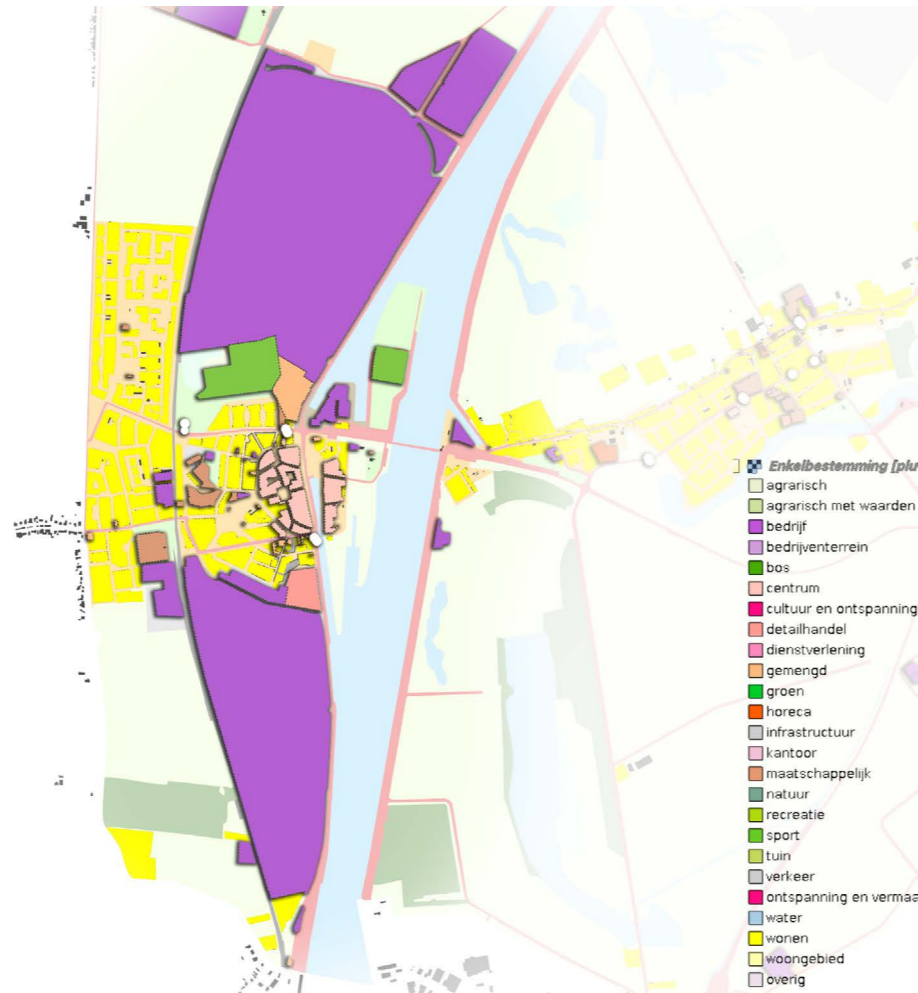 Enkelbestemming [plu
agrarisch
agrarisch met waarden
bedrijf
bedrijventerrein
bos
centrum
cultuur en ontspanning
detailhandel
dienstverlening
gemengd
groen
horeca
infrastructuur
kantoor
maatschappelijk
natuur
recreatie
sport
tuin
verkeer
ontspanning en vermaa
water
wonen
woongebied
overig